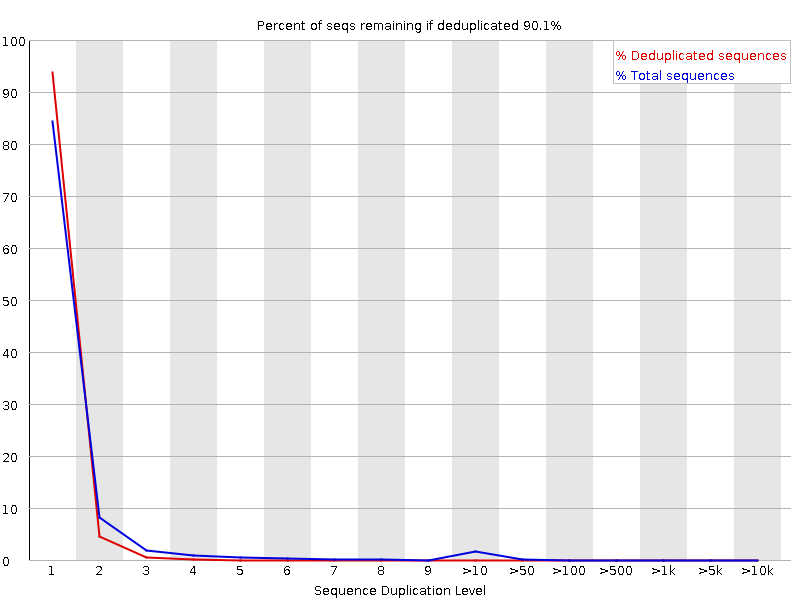 Percent of seqs remaining if deduplicated 90.1%
% Deduplicated sequences
% Total sequences
100
90
80
70
60
50
40
30
20
10
0
1 2 3 4 5 6 7 8 9 >10 >50 >100 >500 >1k >5k >10k
Sequence Duplication Level